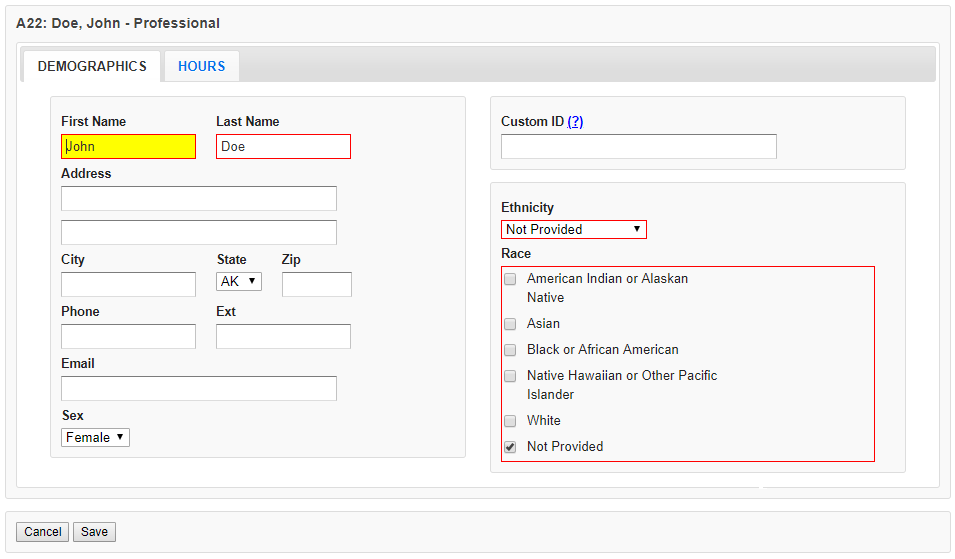 A22: Doe, John - Professional
DEMOGRAPHICS HOURS
First Name Last Name
John Doe
Address
City State Zip
AK
Phone Ext
Email
Sex
Female
Custom ID (?)
Ethnicity
Not Provided
Race
American Indian or Alaskan
Native
Asian
Black or African American
Native Hawaiian or Other Pacific
Islander
White
Not Provided
Cancel Save